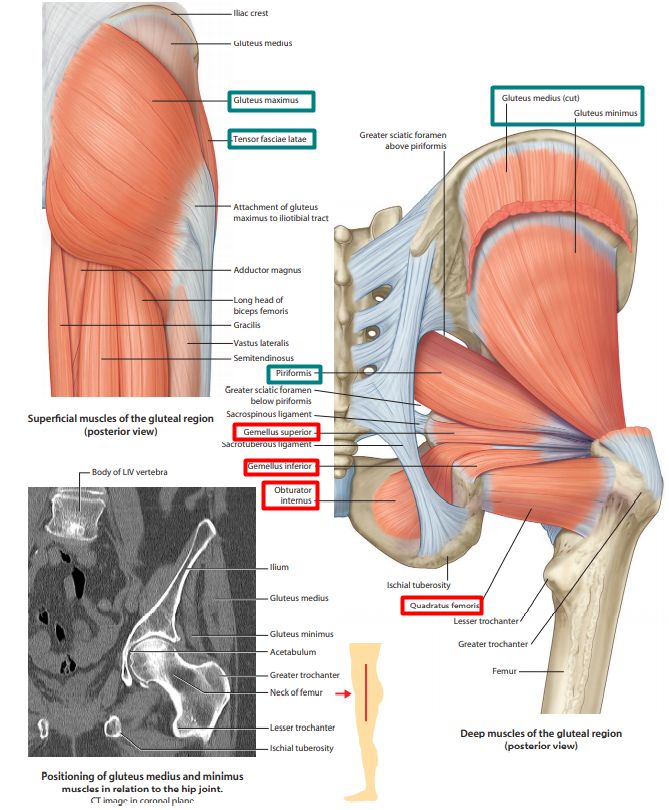 Iliac crest
Gluteus medius
Gluteus maximus
Tensor fasciae latae
Attachment of gluteus
maximus to iliotibial tract
Adductor magnus
Long head of
biceps femoris
Gracilis
Vastus lateralis
Semitendinosus
Superficial muscles of the gluteal region
(posterior view)
Gluteus medius (cut)
Gluteus minimus
Greater sciatic foramen
above piriformis
Piriformis
Greater sciatic foramen
below piriformis
Sacrospinous ligament
Gemellus superior
Sacrotuberous ligament
Gemellus inferior
Obturator
internus
Ischial tuberosity
Quadratus femoris
Lesser trochanter
Greater trochanter
Femur
Deep muscles of the gluteal region
(posterior view)
Body of LIV vertebra
Ilium
Gluteus medius
Gluteus minimus
Acetabulum
Greater trochanter
Neck of femur
Lesser trochanter
Ischial tuberosity
Positioning of gluteus medius and minimus
muscles in relation to the hip joint.
CT image in coronal plane